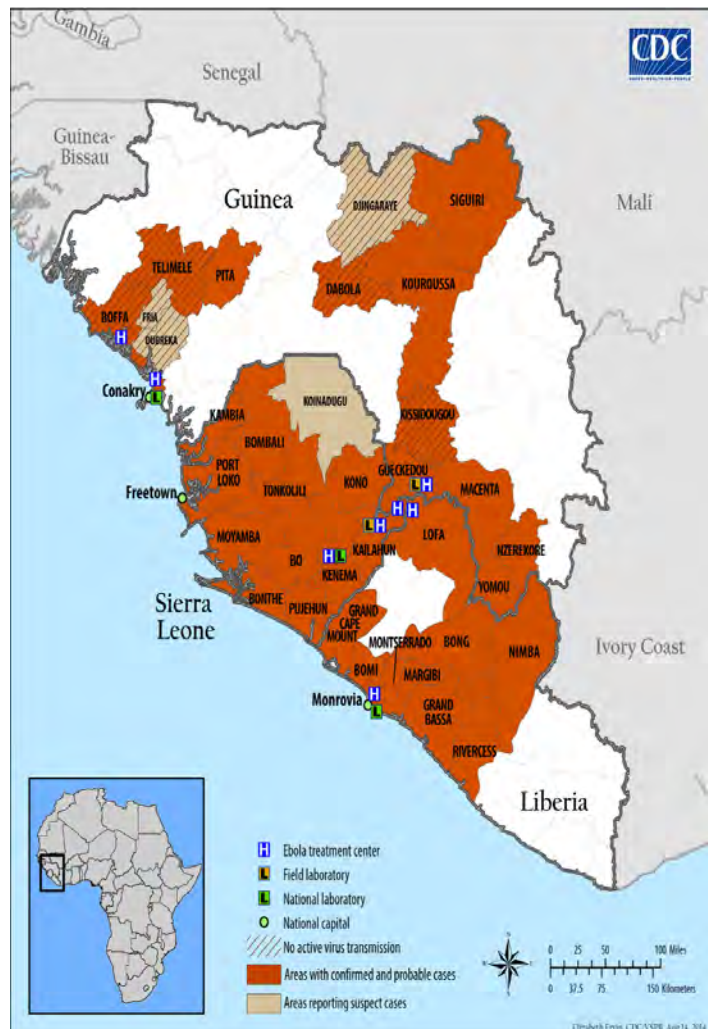 Gambia
Senegal
CDC
Guinea-
Bissau
Guinea
DJINGARAYE
SIGUIRI
Mali
TELIMELE
PITA
DABOLA
KOUROUSSA
BOFFA
FRIA
H
DUBREKA
H
Conakry
L
KOINADUGU
KISSIDOUGOU
KAMBIA
BOMBALI
GUECKEDOU
PORT
LOKO
KONO
L H
MACENTA
TONKOLILI
Freetown
H H
L H
LOFA
MOYAMBA
KAILAHUN
NZEREKORE
BO
H L
KENEMA
YOMOU
BONTHE
PUJEHUN
Sierra
Leone
GRAND
CAPE
MOUNT
MONTSERRADO
BONG
NIMBA
Ivory Coast
BOMI
MARGIBI
Monrovia
H
L
GRAND
BASSA
RIVERCESS
Liberia
H Ebola treatment center
L Field laboratory
L National laboratory
National capital
No active virus transmission
Areas with confirmed and probable cases
Areas reporting suspect cases
N
0 25 50 100 Miles
0 37.5 75 150 Kilometers